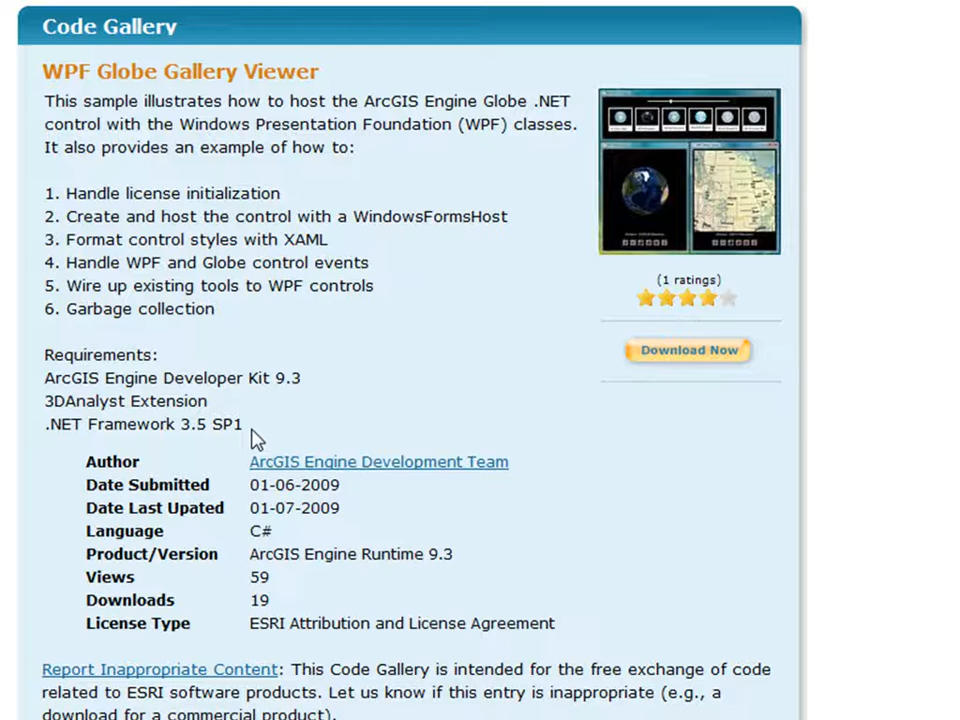 Code Gallery
WPF Globe Gallery Viewer
This sample illustrates how to host the ArcGIS Engine Globe .NET
control with the Windows Presentation Foundation (WPF) classes.
It also provides an example of how to:
1. Handle license initialization
2. Create and host the control with a WindowsFormsHost
3. Format control styles with XAML
4. Handle WPF and Globe control events
5. Wire up existing tools to WPF controls
6. Garbage collection
(1 ratings)
Download Now
Requirements:
ArcGIS Engine Developer Kit 9.3
3DAnalyst Extension
.NET Framework 3.5 SP1
Author ArcGIS Engine Development Team
Date Submitted 01-06-2009
Date Last Upated 01-07-2009
Language C#
Product/Version ArcGIS Engine Runtime 9.3
Views 59
Downloads 19
License Type ESRI Attribution and License Agreement
Report Inappropriate Content: This Code Gallery is intended for the free exchange of code
related to ESRI software products. Let us know if this entry is inappropriate (e.g., a
download for a commercial product).